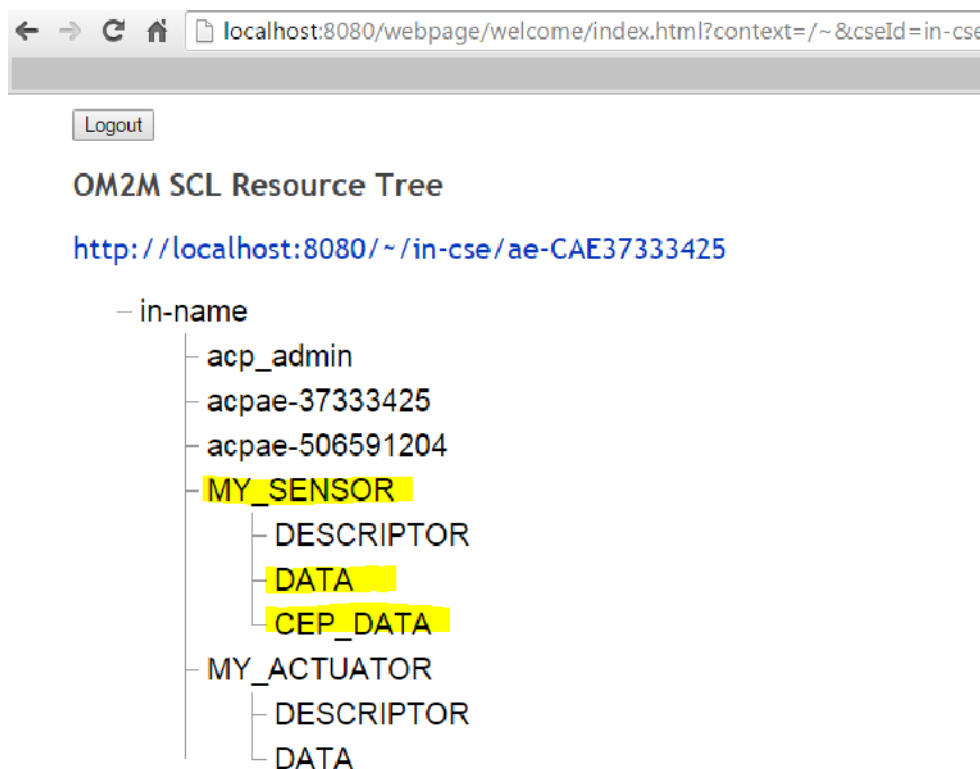 localhost:8080/webpage/welcome/index.html?context=/~&cseId=in-cse
Logout
OM2M SCL Resource Tree
http://localhost:8080/~/in-cse/ae-CAE37333425
in-name
acp_admin
acpae-37333425
acpae-506591204
MY_SENSOR
DESCRIPTOR
DATA
CEP_DATA
MY_ACTUATOR
DESCRIPTOR
DATA